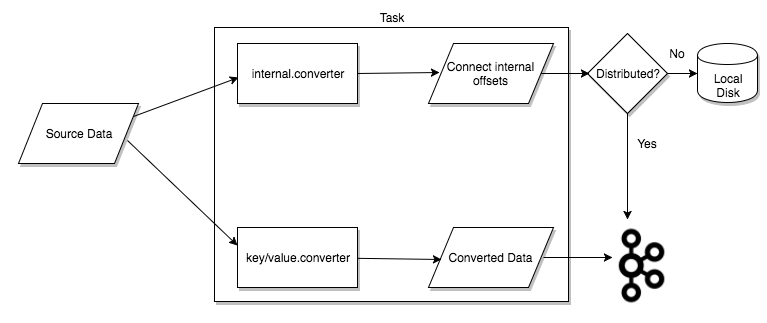 Task
internal.converter
Connect internal
offsets
Distributed?
No
Local
Disk
Source Data
Yes
key/value.converter
Converted Data